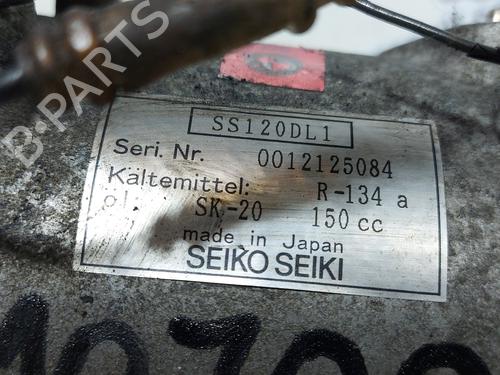 SS120DL1
Seri. Nr. 0012125084
Kältemittel: R-134 a
SK-20 150 cc
made in Japan
SEIKO SEIKI
B-PARTS